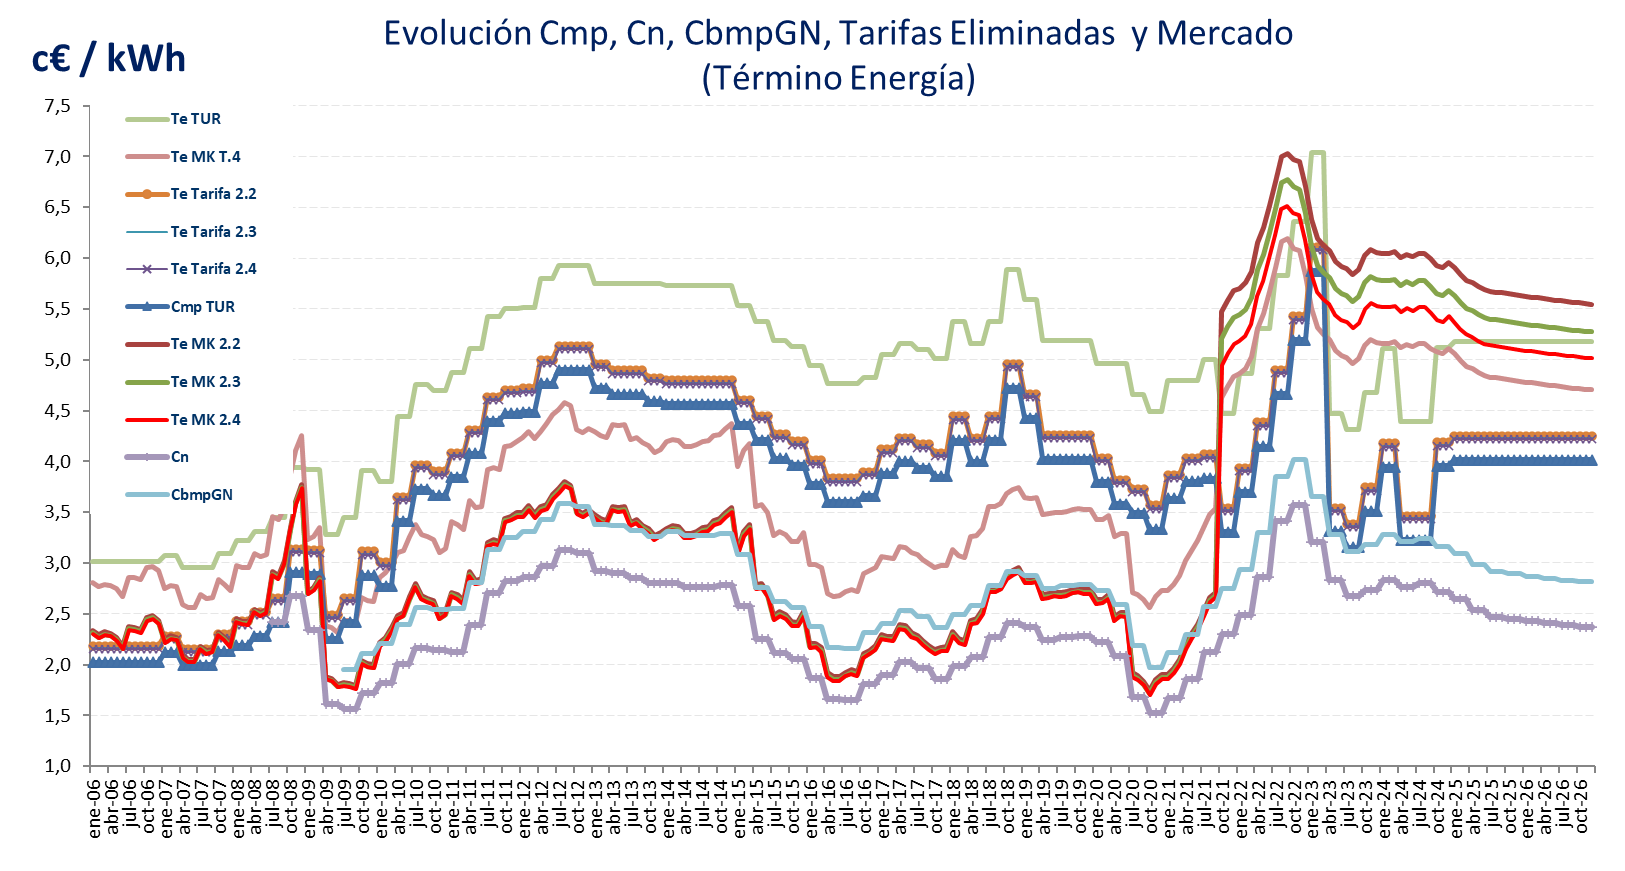 Evolución Cmp, Cn, CbmpGN, Tarifas Eliminadas y Mercado
(Término Energía)
c€ / kWh
7,5
7,0
6,5
6,0
5,5
5,0
4,5
4,0
3,5
3,0
2,5
2,0
1,5
1,0
Te TUR
Te MK T.4
Te Tarifa 2.2
Te Tarifa 2.3
Te Tarifa 2.4
Cmp TUR
Te MK 2.2
Te MK 2.3
Te MK 2.4
Cn
CbmpGN
ene-06
abr-06
jul-06
oct-06
ene-07
abr-07
jul-07
oct-07
ene-08
abr-08
jul-08
oct-08
ene-09
abr-09
jul-09
oct-09
ene-10
abr-10
jul-10
oct-10
ene-11
abr-11
jul-11
oct-11
ene-12
abr-12
jul-12
oct-12
ene-13
abr-13
jul-13
oct-13
ene-14
abr-14
jul-14
oct-14
ene-15
abr-15
jul-15
oct-15
ene-16
abr-16
jul-16
oct-16
ene-17
abr-17
jul-17
oct-17
ene-18
abr-18
jul-18
oct-18
ene-19
abr-19
jul-19
oct-19
ene-20
abr-20
jul-20
oct-20
ene-21
abr-21
jul-21
oct-21
ene-22
abr-22
jul-22
oct-22
ene-23
abr-23
jul-23
oct-23
ene-24
abr-24
jul-24
oct-24
ene-25
abr-25
jul-25
oct-25
ene-26
abr-26
jul-26
oct-26